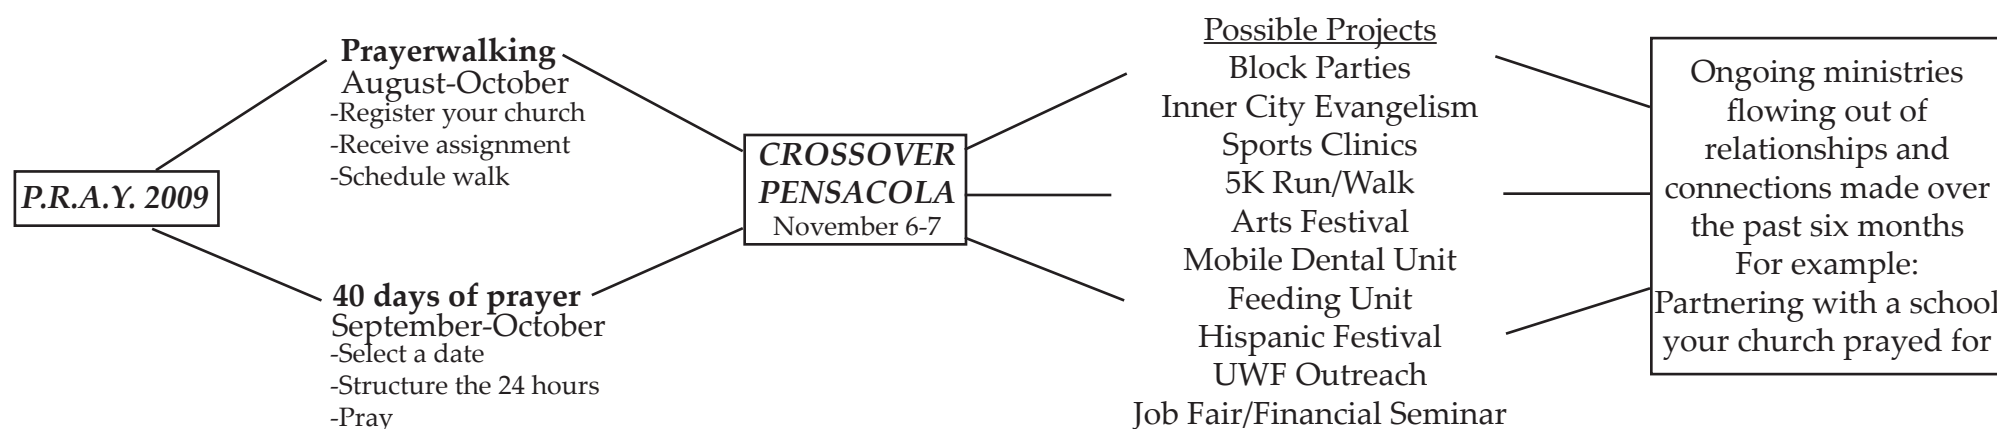 P.R.A.Y. 2009
Prayerwalking
August-October
-Register your church
-Receive assignment
-Schedule walk
40 days of prayer
September-October
-Select a date
-Structure the 24 hours
-Pray
CROSSOVER
PENSACOLA
November 6-7
Possible Projects
Block Parties
Inner City Evangelism
Sports Clinics
5K Run/Walk
Arts Festival
Mobile Dental Unit
Feeding Unit
Hispanic Festival
UWF Outreach
Job Fair/Financial Seminar
Ongoing ministries
flowing out of
relationships and
connections made over
the past six months
For example:
Partnering with a school
your church prayed for